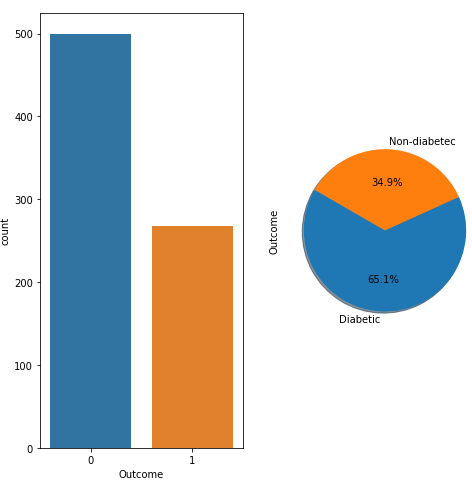 500
400
300
200
100
0
count
0 1
Outcome
Outcome
Non-diabetec
34.9%
65.1%
Diabetic